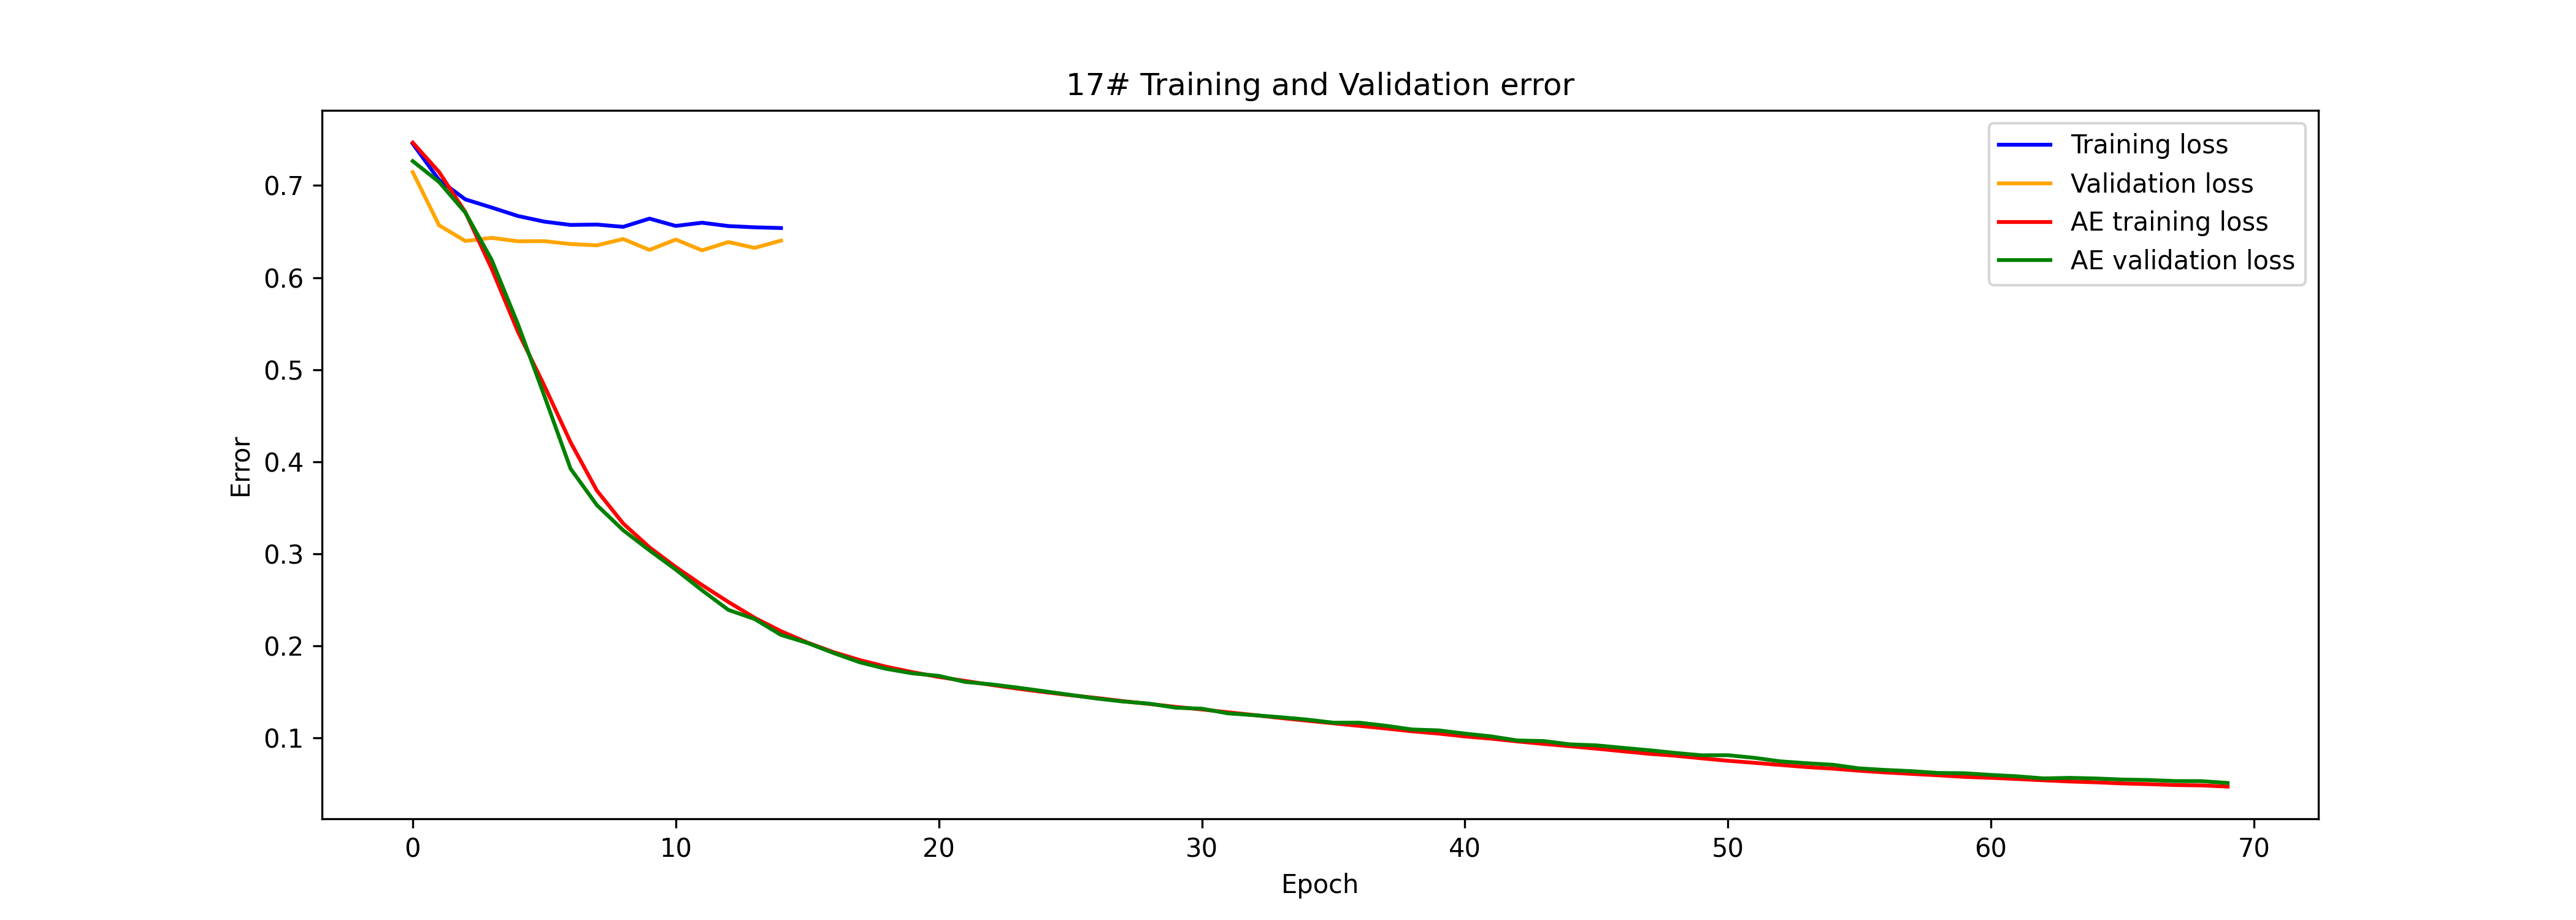 17# Training and Validation error
Training loss
Validation loss
AE training loss
AE validation loss
0.7
0.6
0.5
0.4
0.3
0.2
0.1
Error
0 10 20 30 40 50 60 70
Epoch